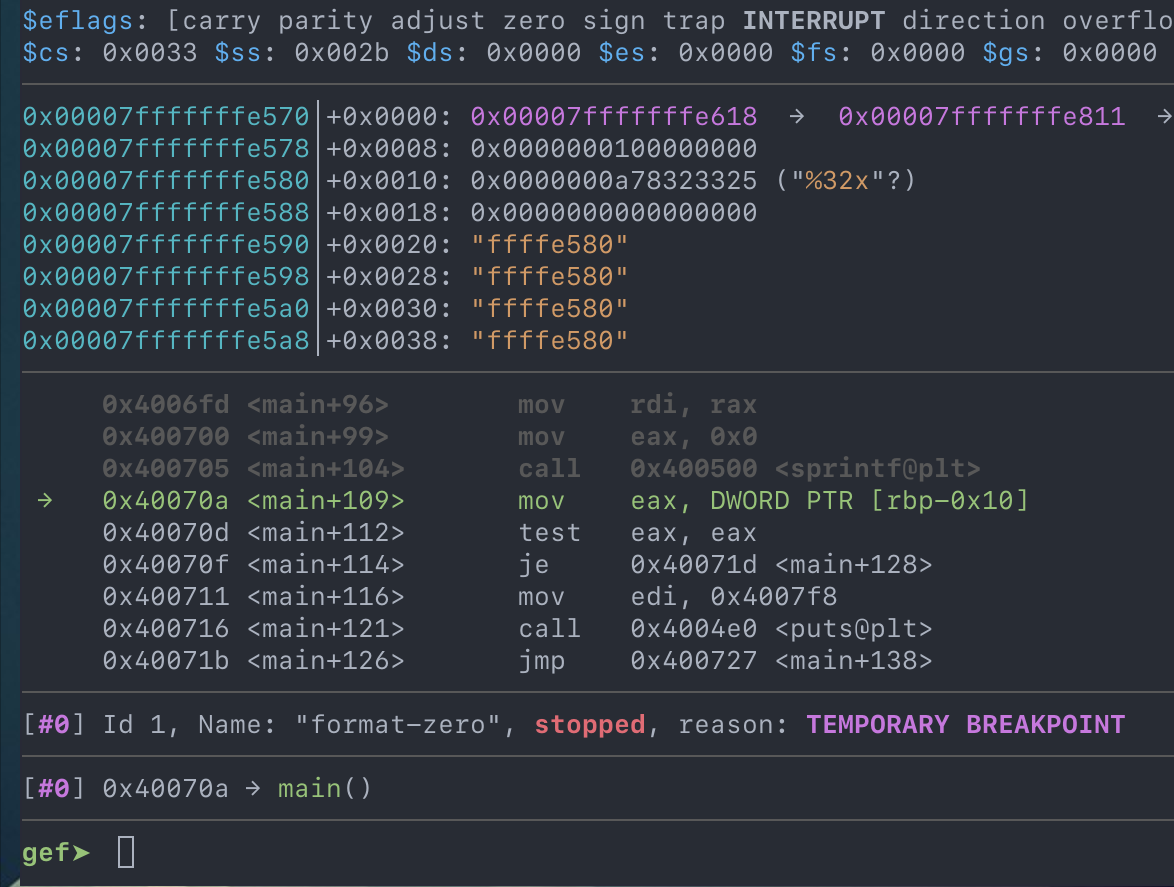 $eflags: [carry parity adjust zero sign trap INTERRUPT direction overflo
$cs: 0x0033 $ss: 0x002b $ds: 0x0000 $es: 0x0000 $fs: 0x0000 $gs: 0x0000
0x00007fffffffe570│+0x0000: 0x00007fffffffe618 → 0x00007fffffffe811 →
0x00007fffffffe578│+0x0008: 0x0000000100000000
0x00007fffffffe580│+0x0010: 0x0000000a78323325 ("%32x"?)
0x00007fffffffe588│+0x0018: 0x0000000000000000
0x00007fffffffe590│+0x0020: "ffffe580"
0x00007fffffffe598│+0x0028: "ffffe580"
0x00007fffffffe5a0│+0x0030: "ffffe580"
0x00007fffffffe5a8│+0x0038: "ffffe580"
0x4006fd <main+96> mov rdi, rax
0x400700 <main+99> mov eax, 0x0
0x400705 <main+104> call 0x400500 <sprintf@plt>
→ 0x40070a <main+109> mov eax, DWORD PTR [rbp-0x10]
0x40070d <main+112> test eax, eax
0x40070f <main+114> je 0x40071d <main+128>
0x400711 <main+116> mov edi, 0x4007f8
0x400716 <main+121> call 0x4004e0 <puts@plt>
0x40071b <main+126> jmp 0x400727 <main+138>
[#0] Id 1, Name: "format-zero", stopped, reason: TEMPORARY BREAKPOINT
[#0] 0x40070a → main()
gef➤